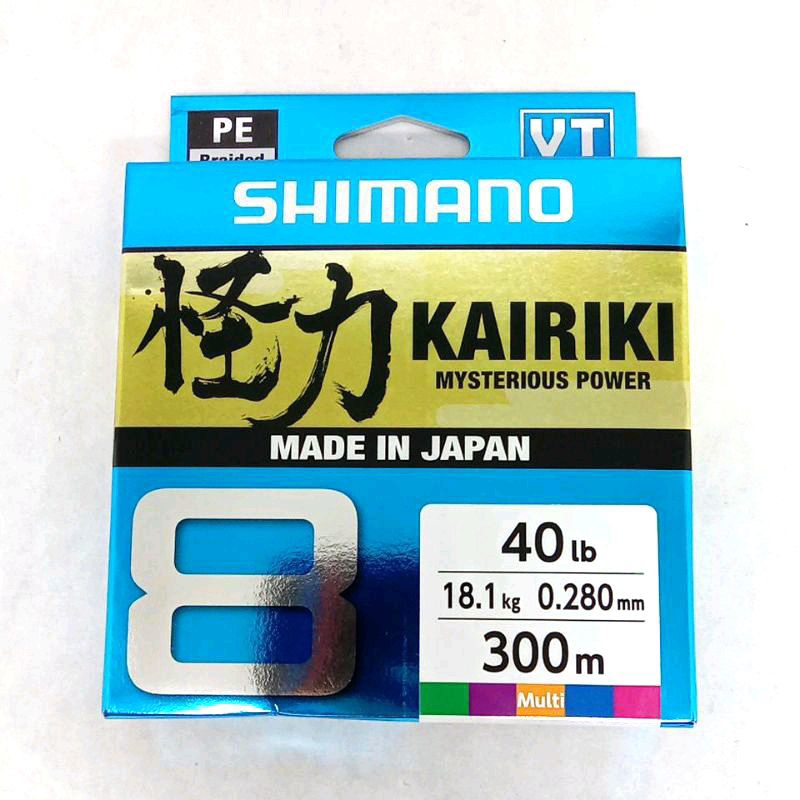 PE
Braided
VT
SHIMANO
怪力 KAIRIKI
MYSTERIOUS POWER
MADE IN JAPAN
8
40 lb
18.1 kg 0.280 mm
300 m
Multi